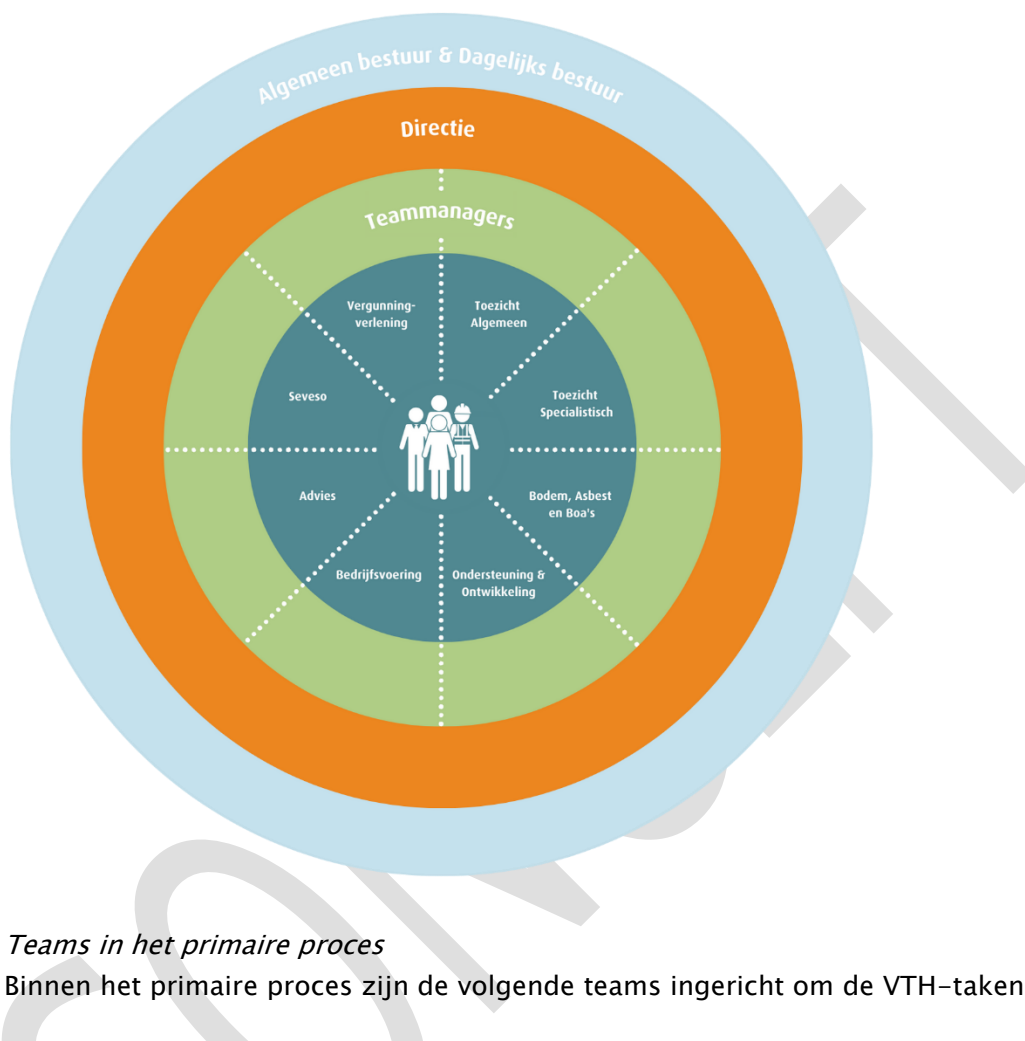 Algemeen bestuur & Dagelijks bestuur
Directie
Teammanagers
Vergunning-
verlening
Toezicht
Algemeen
Seveso
Toezicht
Specialistisch
Advies
Bodem, Asbest
en Boa's
Bedrijfsvoering
Ondersteuning &
Ontwikkeling
Teams in het primaire proces
Binnen het primaire proces zijn de volgende teams ingericht om de VTH-taken